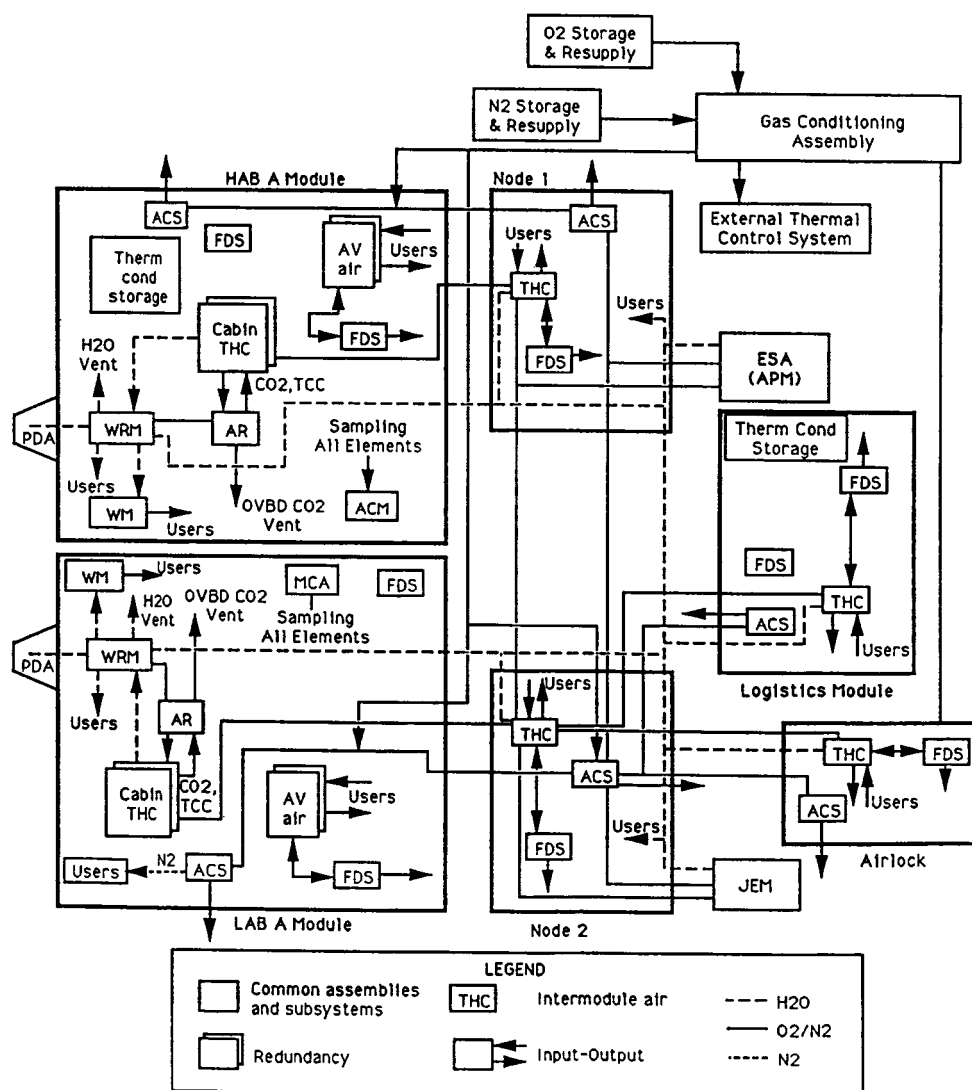 O2 Storage
& Resupply
N2 Storage
& Resupply
Gas Conditioning
Assembly
External Thermal
Control System
HAB A Module
ACS
FDS
Therm
cond
storage
AV
air
Users
FDS
Cabin
THC
H2O
Vent
CO2,TCC
PDA
WRM
AR
Sampling
All Elements
Users
WM
Users
OVBD CO2
Vent
ACM
Node 1
ACS
Users
THC
FDS
Users
ESA
(APM)
Therm Cond
Storage
FDS
FDS
THC
ACS
Users
Logistics Module
WM
Users
H2O
Vent
OVBD CO2
Vent
MCA
FDS
Sampling
All Elements
PDA
WRM
Users
AR
Cabin
THC
CO2,
TCC
AV
air
Users
Users
N2
ACS
FDS
LAB A Module
Users
THC
ACS
Users
FDS
JEM
Node 2
THC
FDS
Users
ACS
Airlock
LEGEND
Common assemblies
and subsystems
THC
Intermodule air
H2O
O2/N2
Redundancy
Input-Output
N2